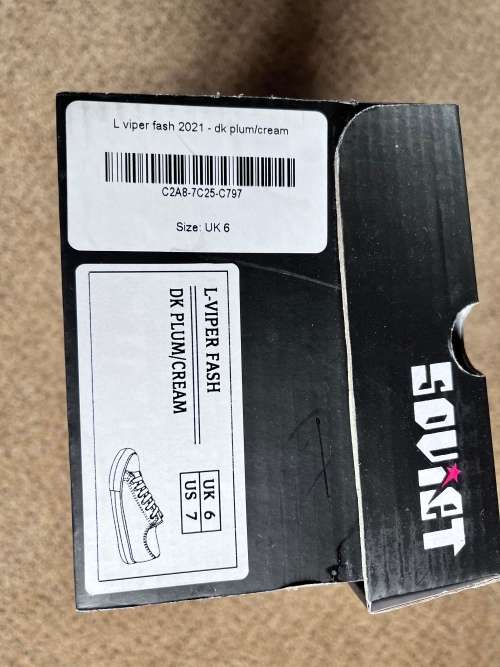 L viper fash 2021 - dk plum/cream
C2A8-7C25-C797
Size: UK 6
L-VIPER FASH
DK PLUM/CREAM
UK 6
US 7
SOVIET